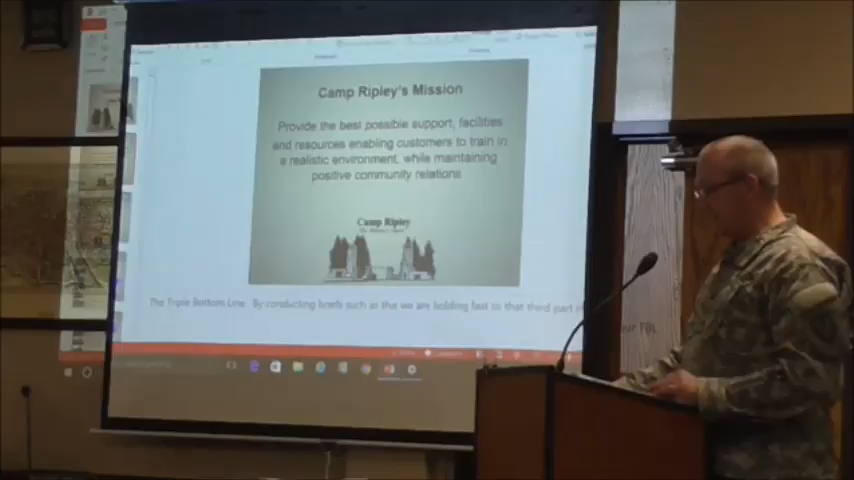 Camp Ripley's Mission
Provide the best possible support, facilities
and resources enabling customers to train in
a realistic environment, while maintaining
positive community relations
Camp Ripley
The Triple Bottom Line: By conducting briefs such as this we are holding fast to that third part